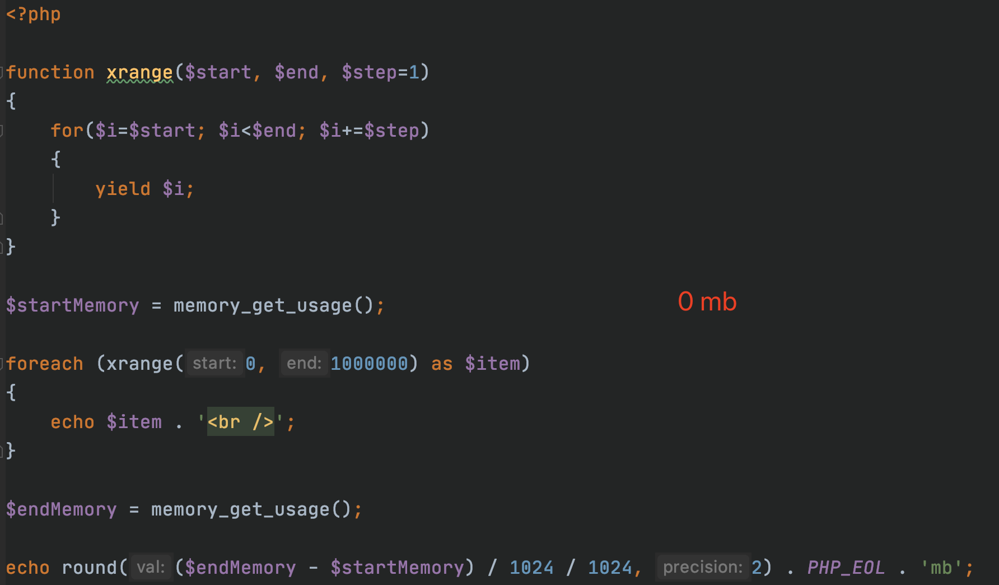 <?php
function xrange($start, $end, $step=1)
{
for($i=$start; $i<$end; $i+=$step)
{
yield $i;
}
}
$startMemory = memory_get_usage();
0 mb
foreach (xrange( start: 0, end: 1000000) as $item)
{
echo $item . '<br />';
}
$endMemory = memory_get_usage();
echo round( val: ($endMemory - $startMemory) / 1024 / 1024, precision: 2) . PHP_EOL . 'mb';